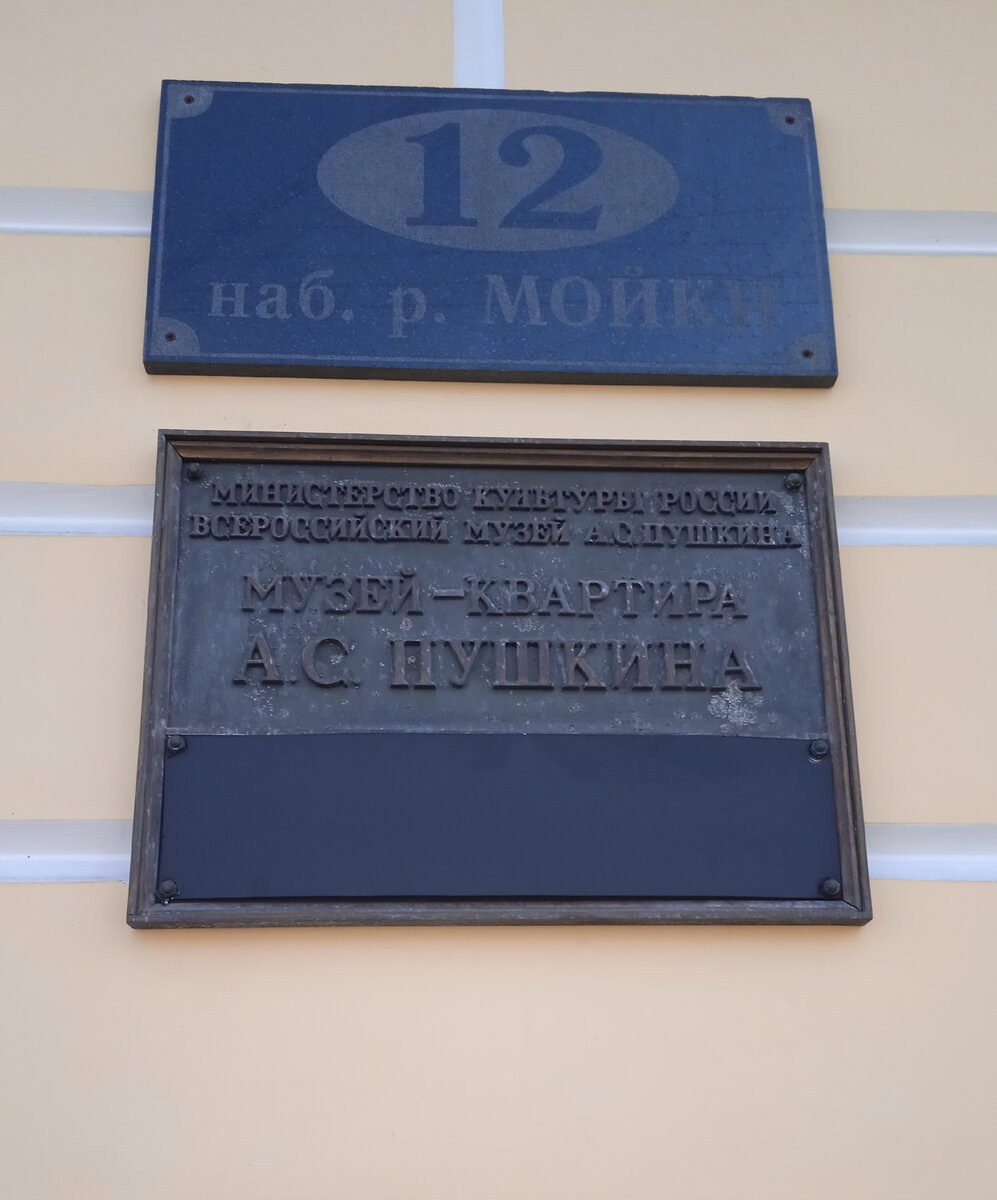 12
наб. р. МОЙКИ
МИНИСТЕРСТВО КУЛЬТУРЫ РОССИИ
ВСЕРОССИЙСКИЙ МУЗЕЙ А.С.ПУШКИНА
МУЗЕЙ-КВАРТИРА
А.С. ПУШКИНА